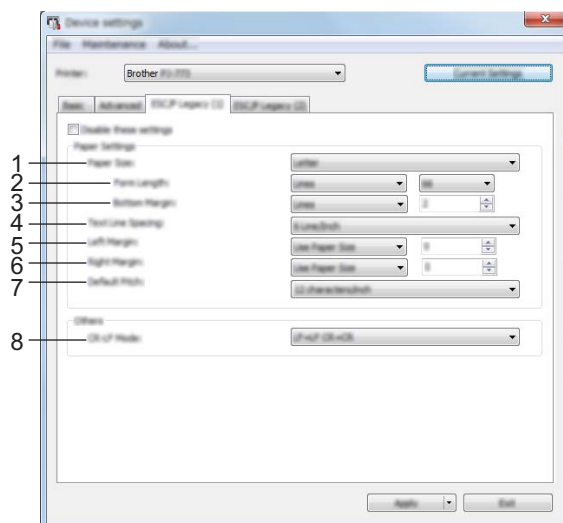 Device settings
File Maintenance About...
Printer: Brother PJ-773 Current Settings
Basic Advanced ESC/P Legacy (1) ESC/P Legacy (2)
Disable these settings
Paper Settings
1 Paper Size: Letter
2 Form Length: Lines 66
3 Bottom Margin: Lines 2
4 Text Line Spacing: 6 Line/Inch
5 Left Margin: Use Paper Size 0
6 Right Margin: Use Paper Size 0
7 Default Pitch: 12 characters/inch
Others
8 CR-LF Mode: LF=LF CR=CR
Apply Exit